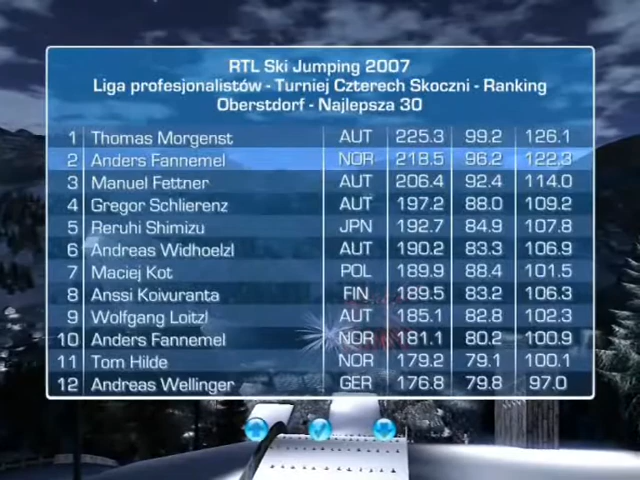 RTL Ski Jumping 2007
Liga profesjonalistów - Turniej Czterech Skoczni - Ranking
Oberstdorf - Najlepsza 30
1 Thomas Morgenst AUT 225.3 99.2 126.1
2 Anders Fannemel NOR 218.5 96.2 122.3
3 Manuel Fettner AUT 206.4 92.4 114.0
4 Gregor Schlierenz AUT 197.2 88.0 109.2
5 Reruhi Shimizu JPN 192.7 84.9 107.8
6 Andreas Widhoelzl AUT 190.2 83.3 106.9
7 Maciej Kot POL 189.9 88.4 101.5
8 Anssi Koivuranta FIN 189.5 83.2 106.3
9 Wolfgang Loitzl AUT 185.1 82.8 102.3
10 Anders Fannemel NOR 181.1 80.2 100.9
11 Tom Hilde NOR 179.2 79.1 100.1
12 Andreas Wellinger GER 176.8 79.8 97.0